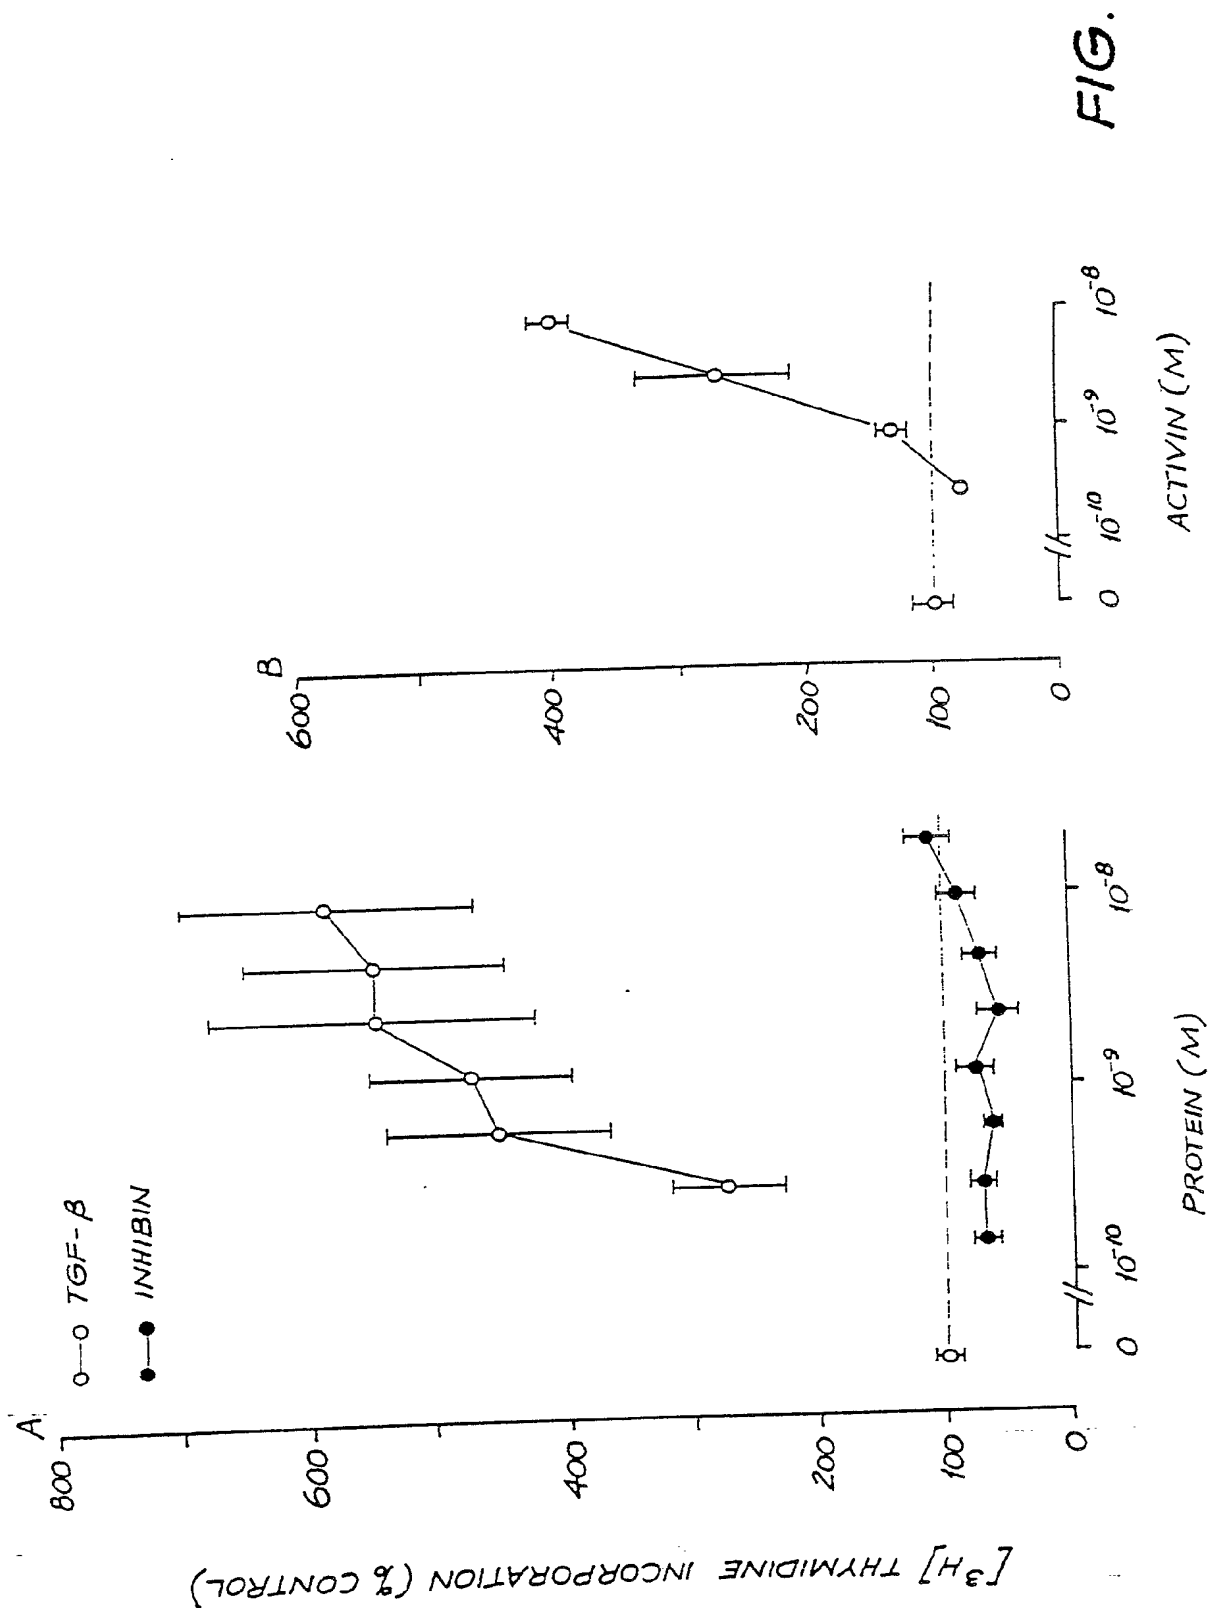 A
800
600
400
200
100
0
[³H] THYMIDINE INCORPORATION (% CONTROL)
○—○ TGF-β
●—● INHIBIN
0
10⁻¹⁰
10⁻⁹
10⁻⁸
PROTEIN (M)
B
600
400
200
100
0
0
10⁻¹⁰
10⁻⁹
10⁻⁸
ACTIVIN (M)
FIG.